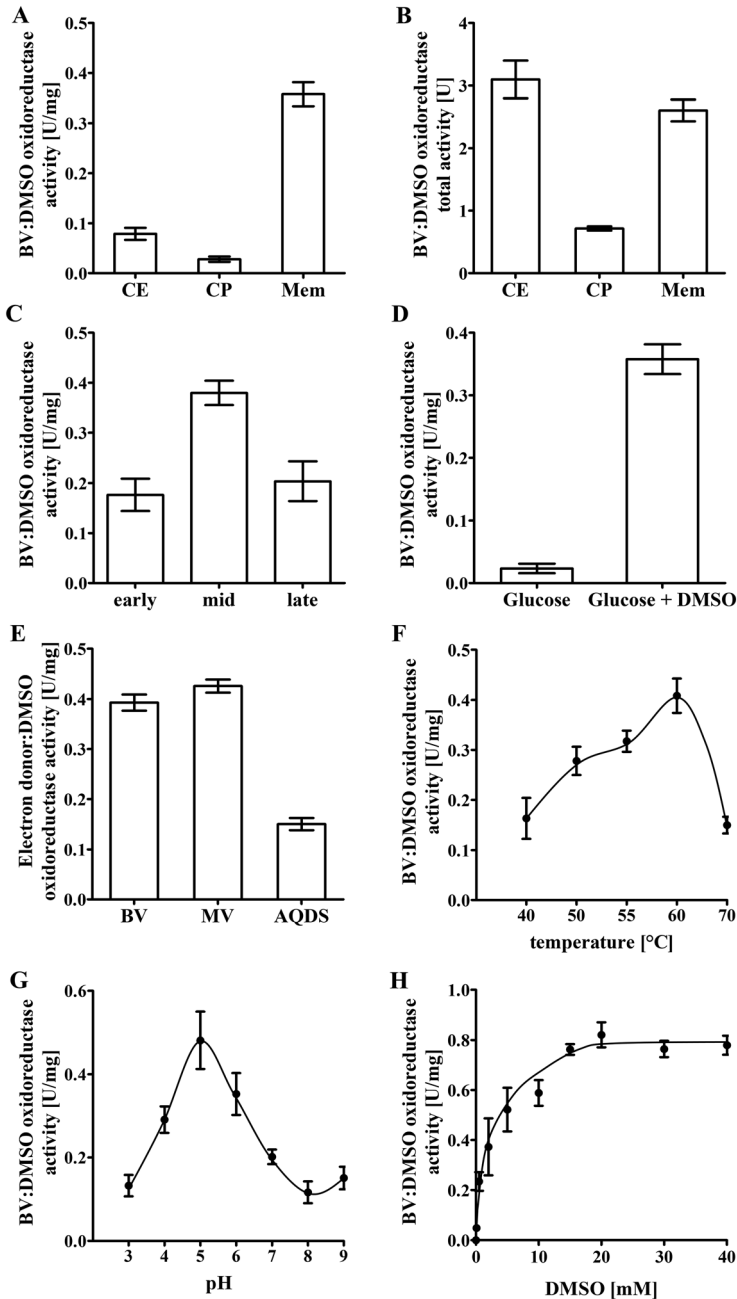 A
BV:DMSO oxidoreductase
activity [U/mg]
0.5
0.4
0.3
0.2
0.1
0.0
CE CP Mem
B
BV:DMSO oxidoreductase
total activity [U]
4
3
2
1
0
CE CP Mem
C
BV:DMSO oxidoreductase
activity [U/mg]
0.5
0.4
0.3
0.2
0.1
0.0
early mid late
D
BV:DMSO oxidoreductase
activity [U/mg]
0.4
0.3
0.2
0.1
0.0
Glucose Glucose + DMSO
E
Electron donor:DMSO
oxidoreductase activity [U/mg]
0.5
0.4
0.3
0.2
0.1
0.0
BV MV AQDS
F
BV:DMSO oxidoreductase
activity [U/mg]
0.5
0.4
0.3
0.2
0.1
0.0
40 50 55 60 70
temperature [°C]
G
BV:DMSO oxidoreductase
activity [U/mg]
0.6
0.4
0.2
0.0
3 4 5 6 7 8 9
pH
H
BV:DMSO oxidoreductase
activity [U/mg]
1.0
0.8
0.6
0.4
0.2
0.0
0 10 20 30 40
DMSO [mM]